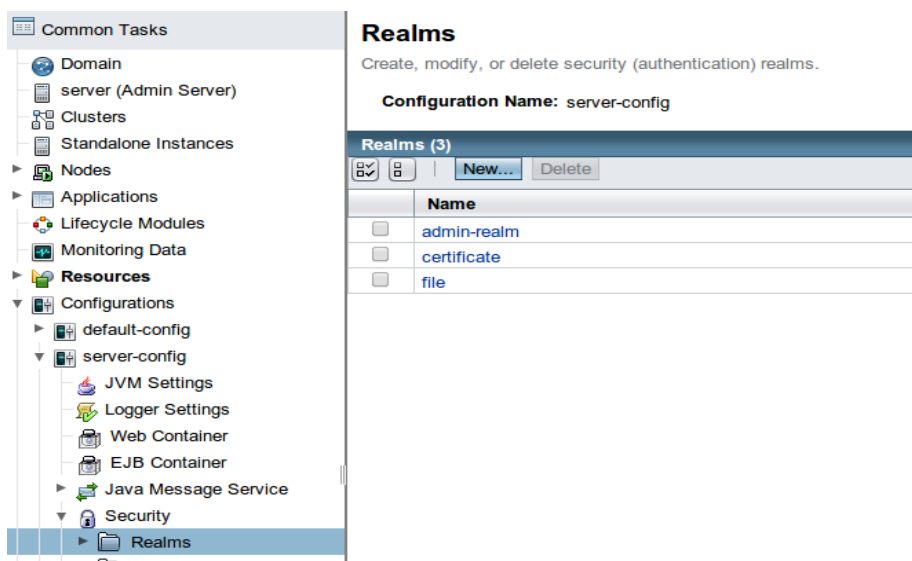 Common Tasks
Domain
server (Admin Server)
Clusters
Standalone Instances
Nodes
Applications
Lifecycle Modules
Monitoring Data
Resources
Configurations
default-config
server-config
JVM Settings
Logger Settings
Web Container
EJB Container
Java Message Service
Security
Realms
Realms
Create, modify, or delete security (authentication) realms.
Configuration Name: server-config
Realms (3)
New... Delete
Name
admin-realm
certificate
file